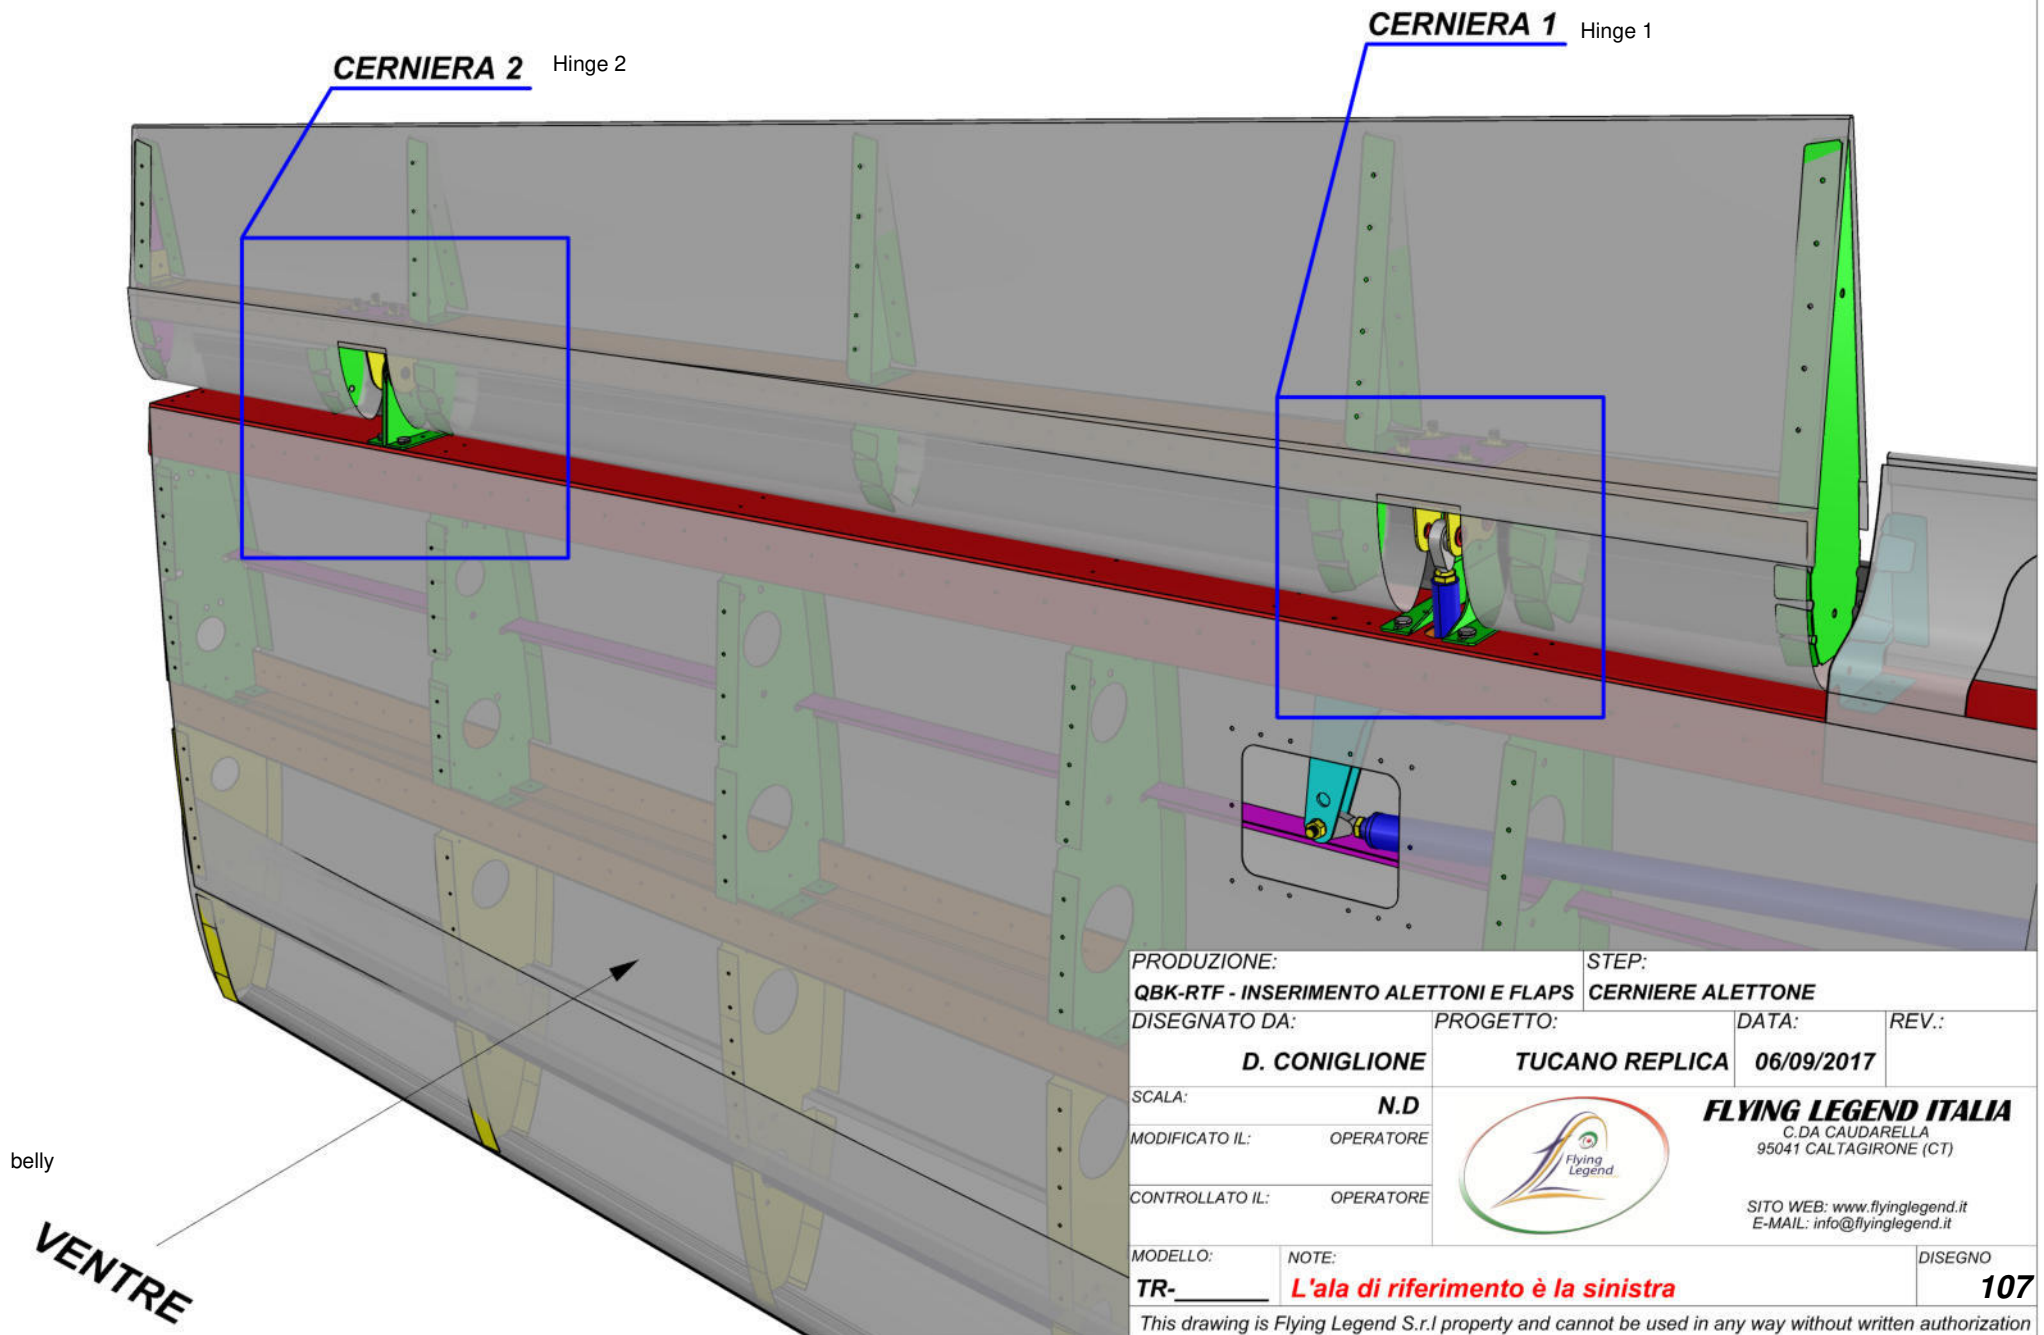 CERNIERA 1 Hinge 1
CERNIERA 2 Hinge 2
belly
VENTRE
PRODUZIONE: STEP:
QBK-RTF - INSERIMENTO ALETTONI E FLAPS CERNIERE ALETTONE
DISEGNATO DA: PROGETTO: DATA: REV.:
D. CONIGLIONE TUCANO REPLICA 06/09/2017
SCALA: N.D
MODIFICATO IL: OPERATORE
CONTROLLATO IL: OPERATORE
Flying
Legend
FLYING LEGEND ITALIA
C.DA CAUDARELLA
95041 CALTAGIRONE (CT)
SITO WEB: www.flyinglegend.it
E-MAIL: info@flyinglegend.it
MODELLO: NOTE: DISEGNO
TR-_______ L'ala di riferimento è la sinistra 107
This drawing is Flying Legend S.r.l property and cannot be used in any way without written authorization